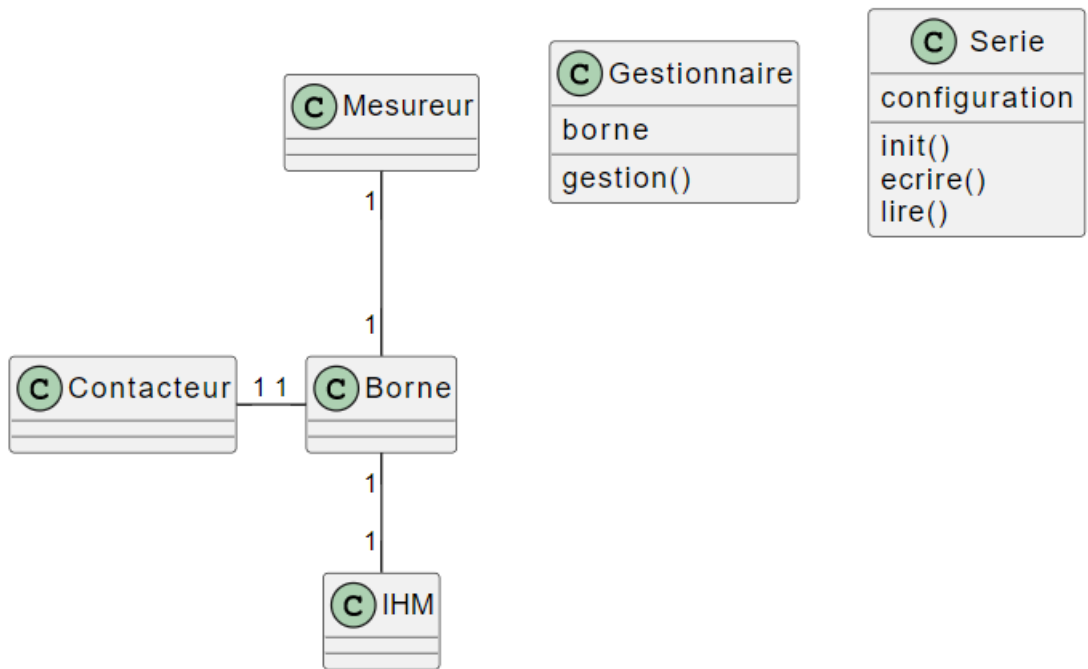 C Mesureur
C Gestionnaire
borne
gestion()
C Serie
configuration
init()
ecrire()
lire()
1
1
C Contacteur
1 1
C Borne
1
1
C IHM